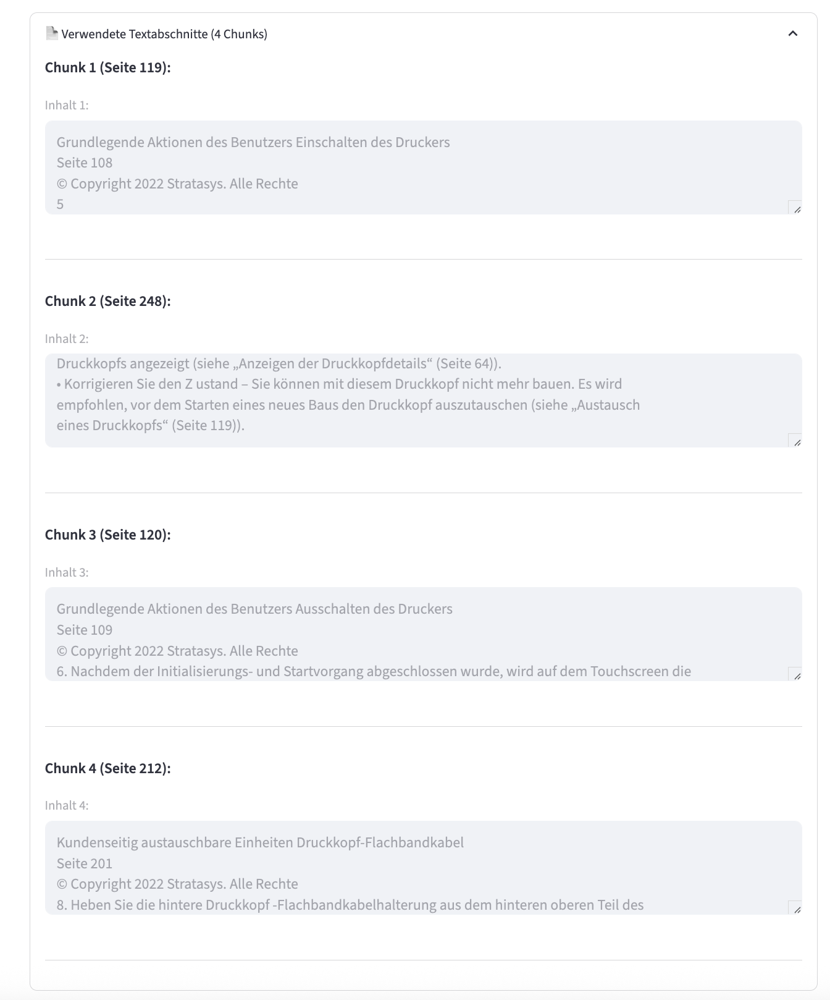 Verwendete Textabschnitte (4 Chunks)
Chunk 1 (Seite 119):
Inhalt 1:
Grundlegende Aktionen des Benutzers Einschalten des Druckers
Seite 108
© Copyright 2022 Stratasys. Alle Rechte
5
Chunk 2 (Seite 248):
Inhalt 2:
Druckkopfs angezeigt (siehe „Anzeigen der Druckkopfdetails“ (Seite 64)).
• Korrigieren Sie den Z ustand – Sie können mit diesem Druckkopf nicht mehr bauen. Es wird
empfohlen, vor dem Starten eines neues Baus den Druckkopf auszutauschen (siehe „Austausch
eines Druckkopfs“ (Seite 119)).
Chunk 3 (Seite 120):
Inhalt 3:
Grundlegende Aktionen des Benutzers Ausschalten des Druckers
Seite 109
© Copyright 2022 Stratasys. Alle Rechte
6. Nachdem der Initialisierungs- und Startvorgang abgeschlossen wurde, wird auf dem Touchscreen die
Chunk 4 (Seite 212):
Inhalt 4:
Kundenseitig austauschbare Einheiten Druckkopf-Flachbandkabel
Seite 201
© Copyright 2022 Stratasys. Alle Rechte
8. Heben Sie die hintere Druckkopf -Flachbandkabelhalterung aus dem hinteren oberen Teil des